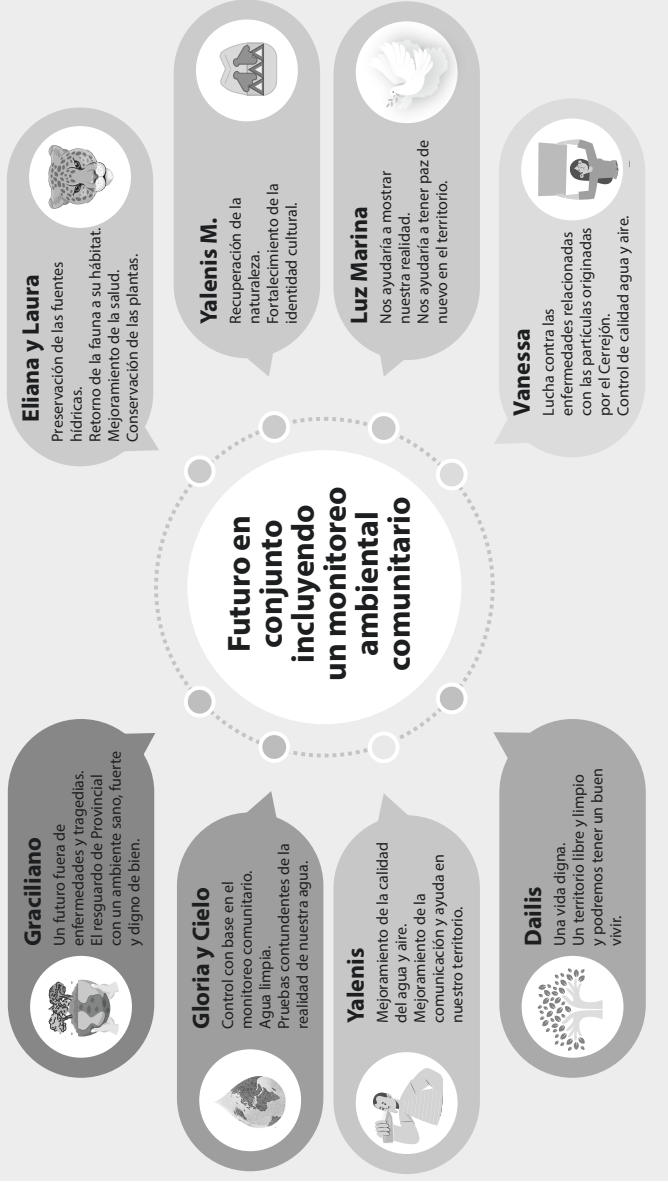 Graciliano
Un futuro fuera de
enfermedades y tragedias.
El resguardo de Provincial
con un ambiente sano, fuerte
y digno de bien.
Gloria y Cielo
Control con base en el
monitoreo comunitario.
Agua limpia.
Pruebas contundentes de la
realidad de nuestra agua.
Yalenis
Mejoramiento de la calidad
del agua y aire.
Mejoramiento de la
comunicación y ayuda en
nuestro territorio.
Dailis
Una vida digna.
Un territorio libre y limpio
y podremos tener un buen
vivir.
Futuro en
conjunto
incluyendo
un monitoreo
ambiental
comunitario
Eliana y Laura
Preservación de las fuentes
hídricas.
Retorno de la fauna a su hábitat.
Mejoramiento de la salud.
Conservación de las plantas.
Yalenis M.
Recuperación de la
naturaleza.
Fortalecimiento de la
identidad cultural.
Luz Marina
Nos ayudaría a mostrar
nuestra realidad.
Nos ayudaría a tener paz de
nuevo en el territorio.
Vanessa
Lucha contra las
enfermedades relacionadas
con las partículas originadas
por el Cerrejón.
Control de calidad agua y aire.